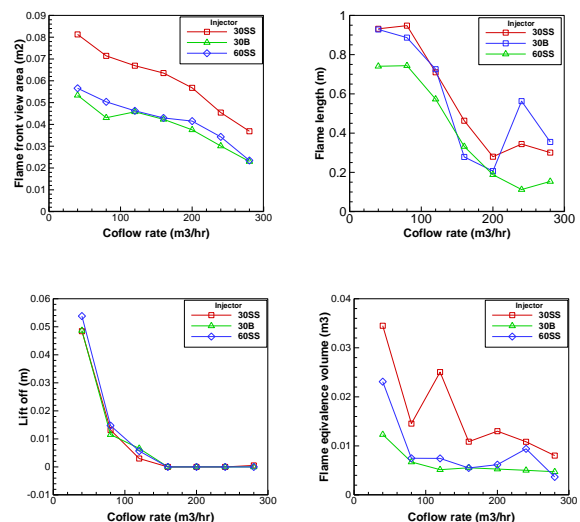 Flame front view area (m2)
0.09
0.08
0.07
0.06
0.05
0.04
0.03
0.02
0.01
0 100 200 300
Coflow rate (m3/hr)
Injector
30SS
30B
60SS
Flame length (m)
1
0.8
0.6
0.4
0.2
0
0 100 200 300
Coflow rate (m3/hr)
Injector
30SS
30B
60SS
Lift off (m)
0.06
0.05
0.04
0.03
0.02
0.01
0
-0.01
0 100 200 300
Coflow rate (m3/hr)
Injector
30SS
30B
60SS
Flame eqivalence volume (m3)
0.04
0.03
0.02
0.01
0
0 100 200 300
Coflow rate (m3/hr)
Injector
30SS
30B
60SS